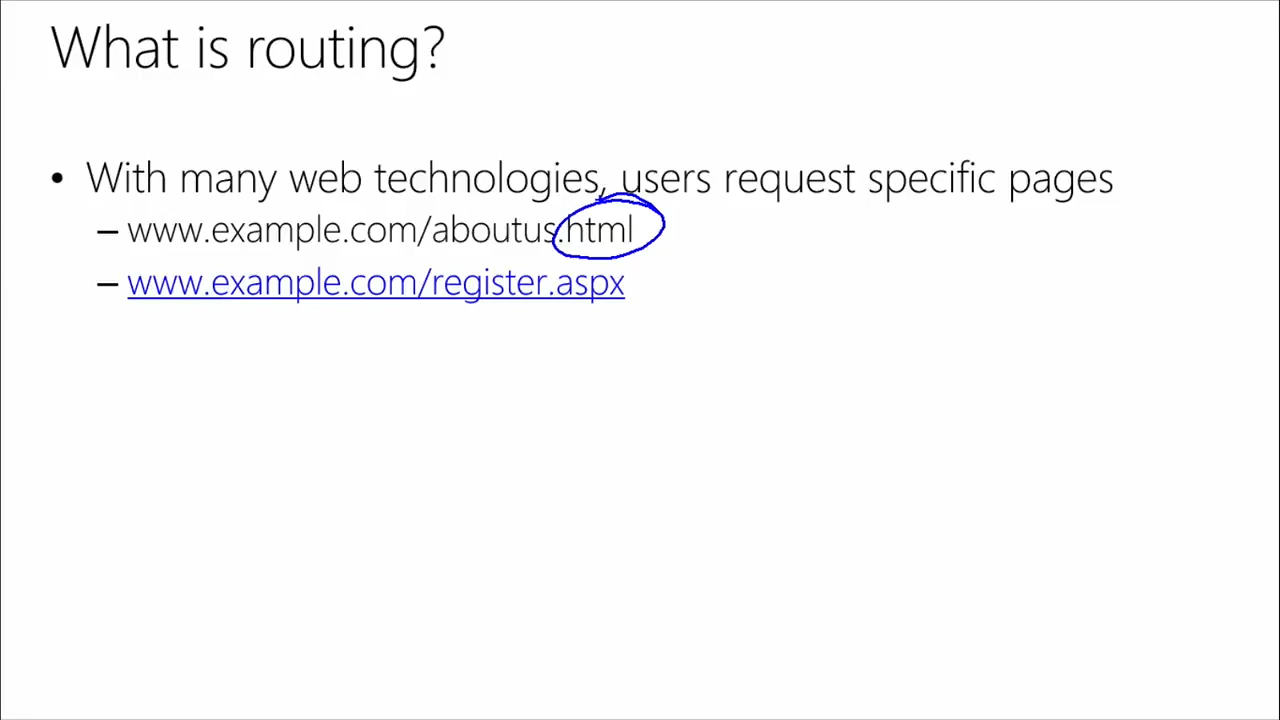 What is routing?
• With many web technologies, users request specific pages
– www.example.com/aboutus.html
– www.example.com/register.aspx